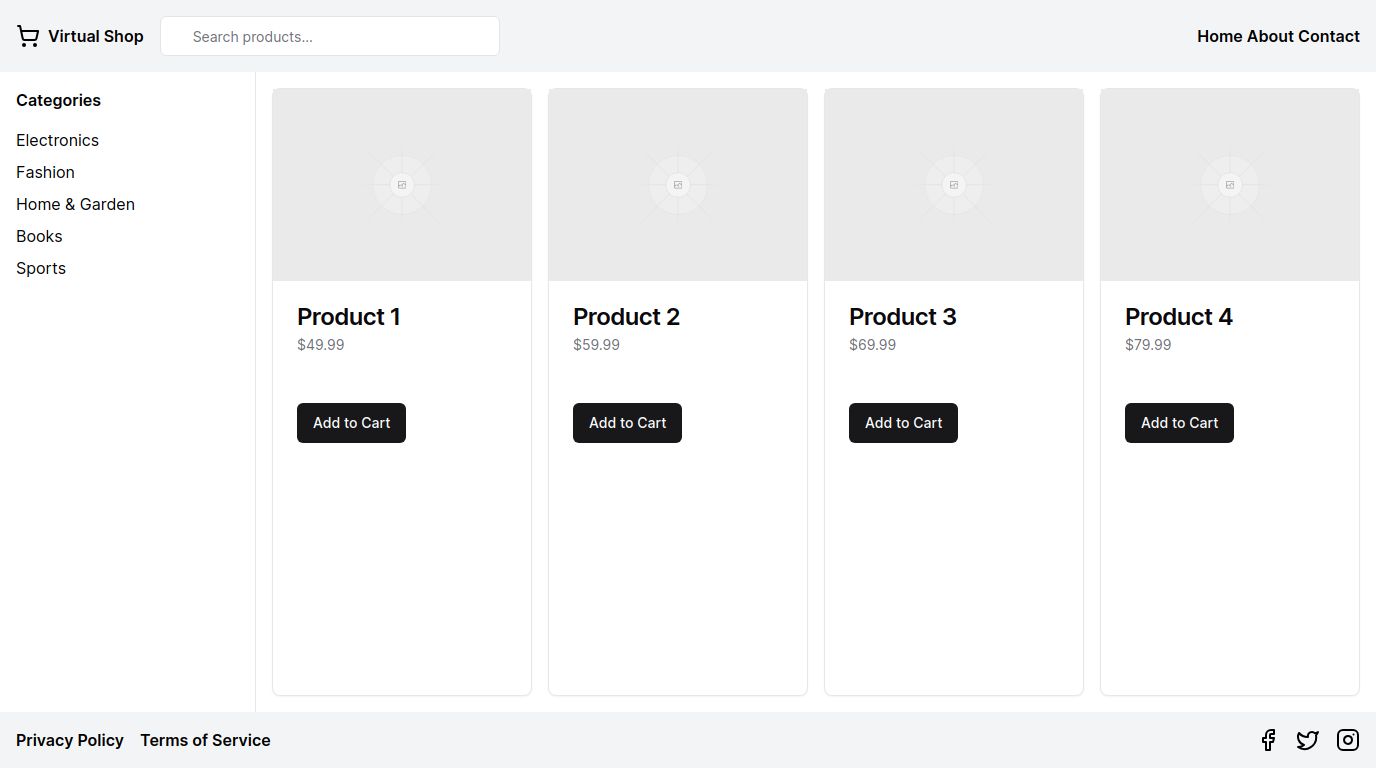 Virtual Shop
Search products...
Home About Contact
Categories
Electronics
Fashion
Home & Garden
Books
Sports
Product 1
$49.99
Add to Cart
Product 2
$59.99
Add to Cart
Product 3
$69.99
Add to Cart
Product 4
$79.99
Add to Cart
Privacy Policy
Terms of Service